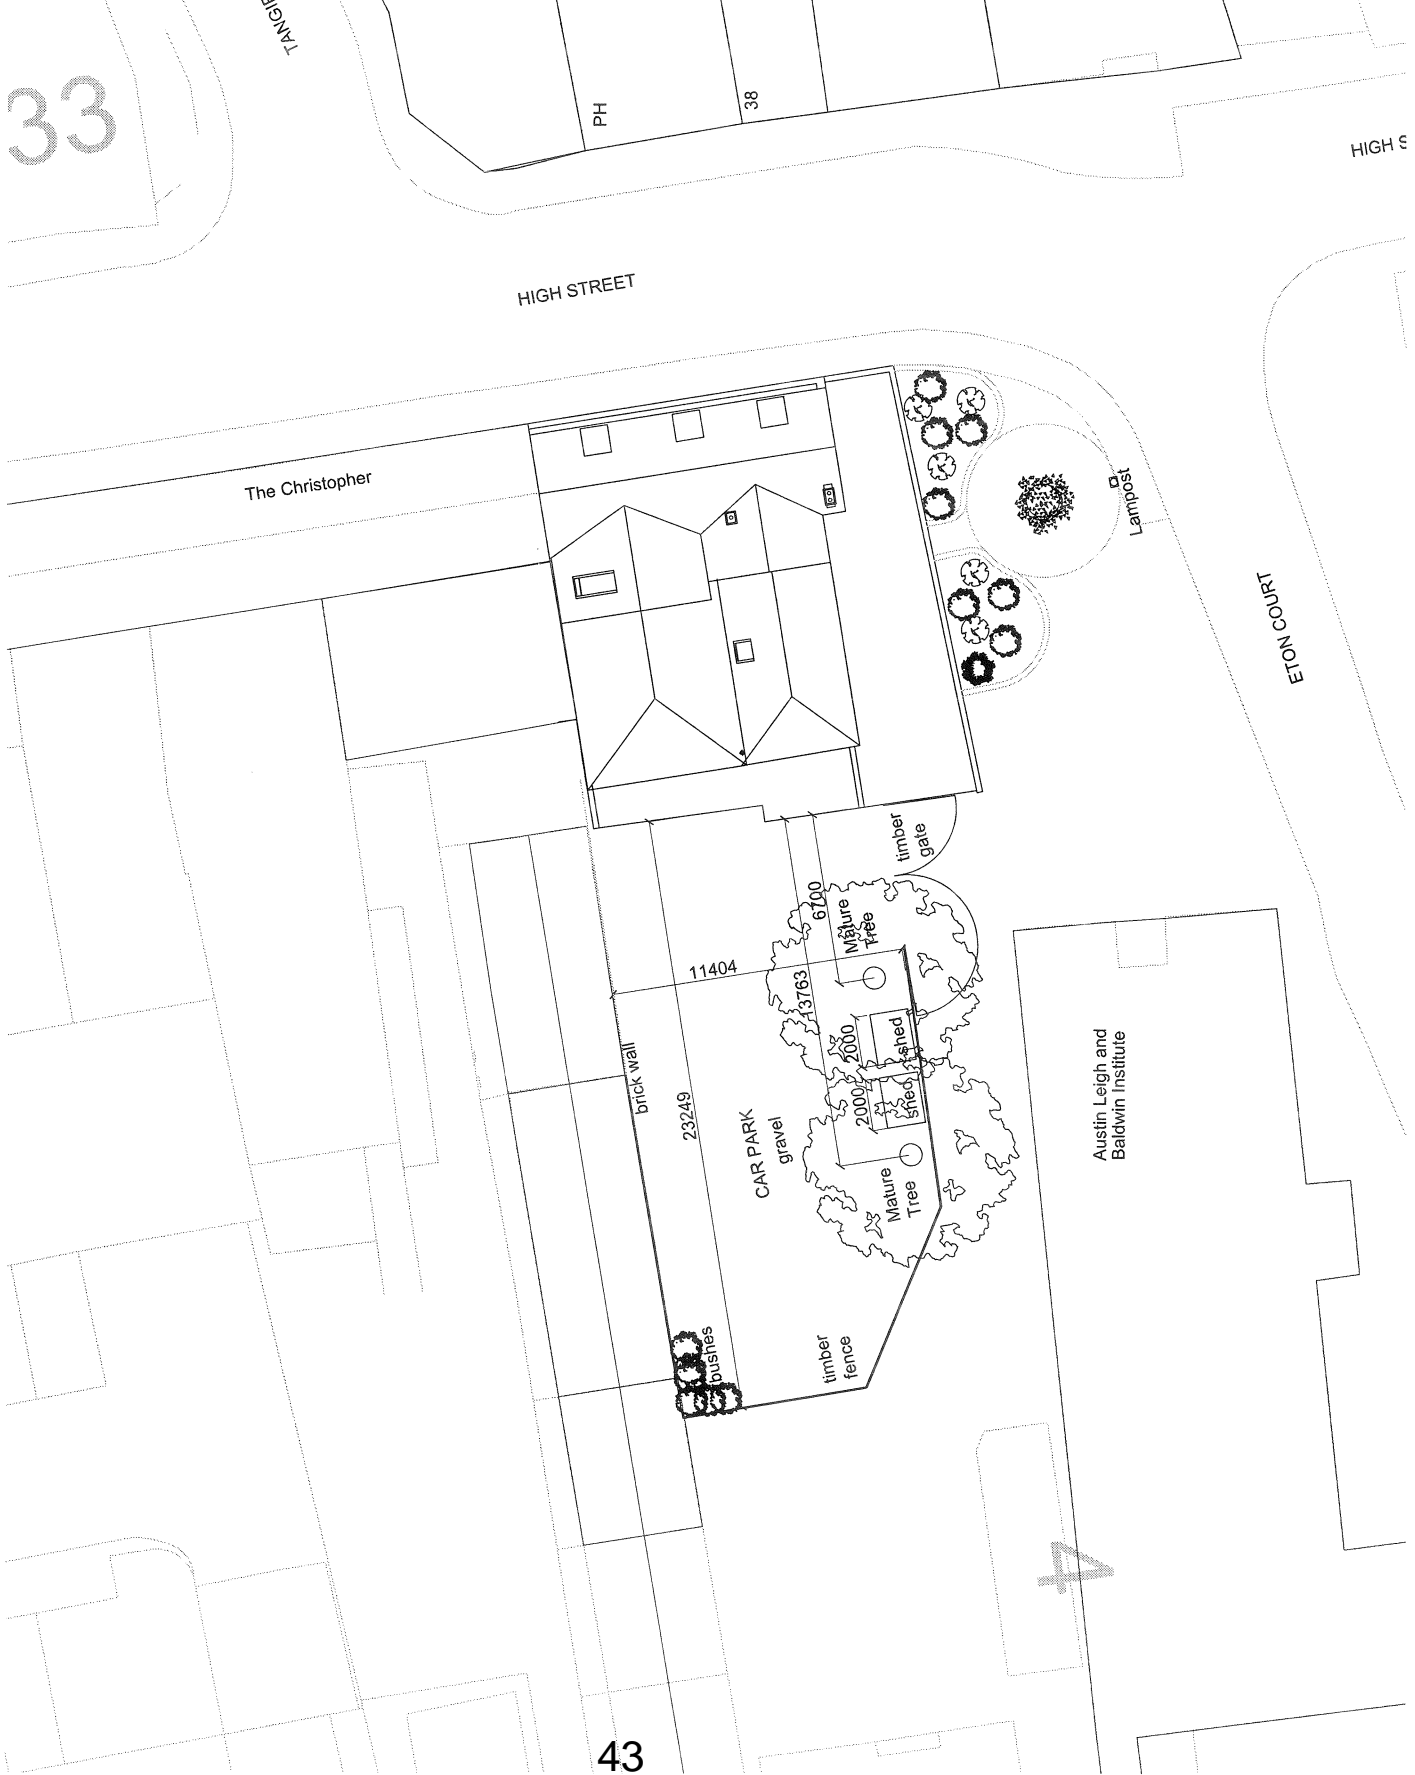 33
PH
38
HIGH STREET
The Christopher
Lampost
ETON COURT
timber
gate
6700
Mature
Tree
11404
13763
2000
shed
2000
shed
brick wall
23249
CAR PARK
gravel
Mature
Tree
Austin Leigh and
Baldwin Institute
bushes
timber
fence
4
43